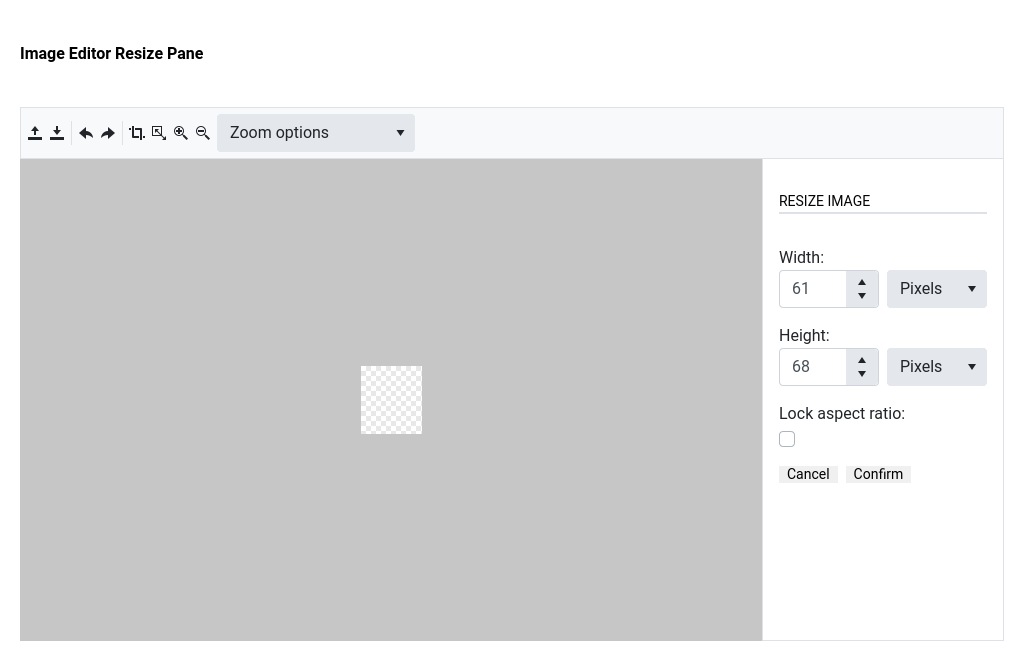 Image Editor Resize Pane
Zoom options
RESIZE IMAGE
Width:
61 Pixels
Height:
68 Pixels
Lock aspect ratio:
Cancel Confirm